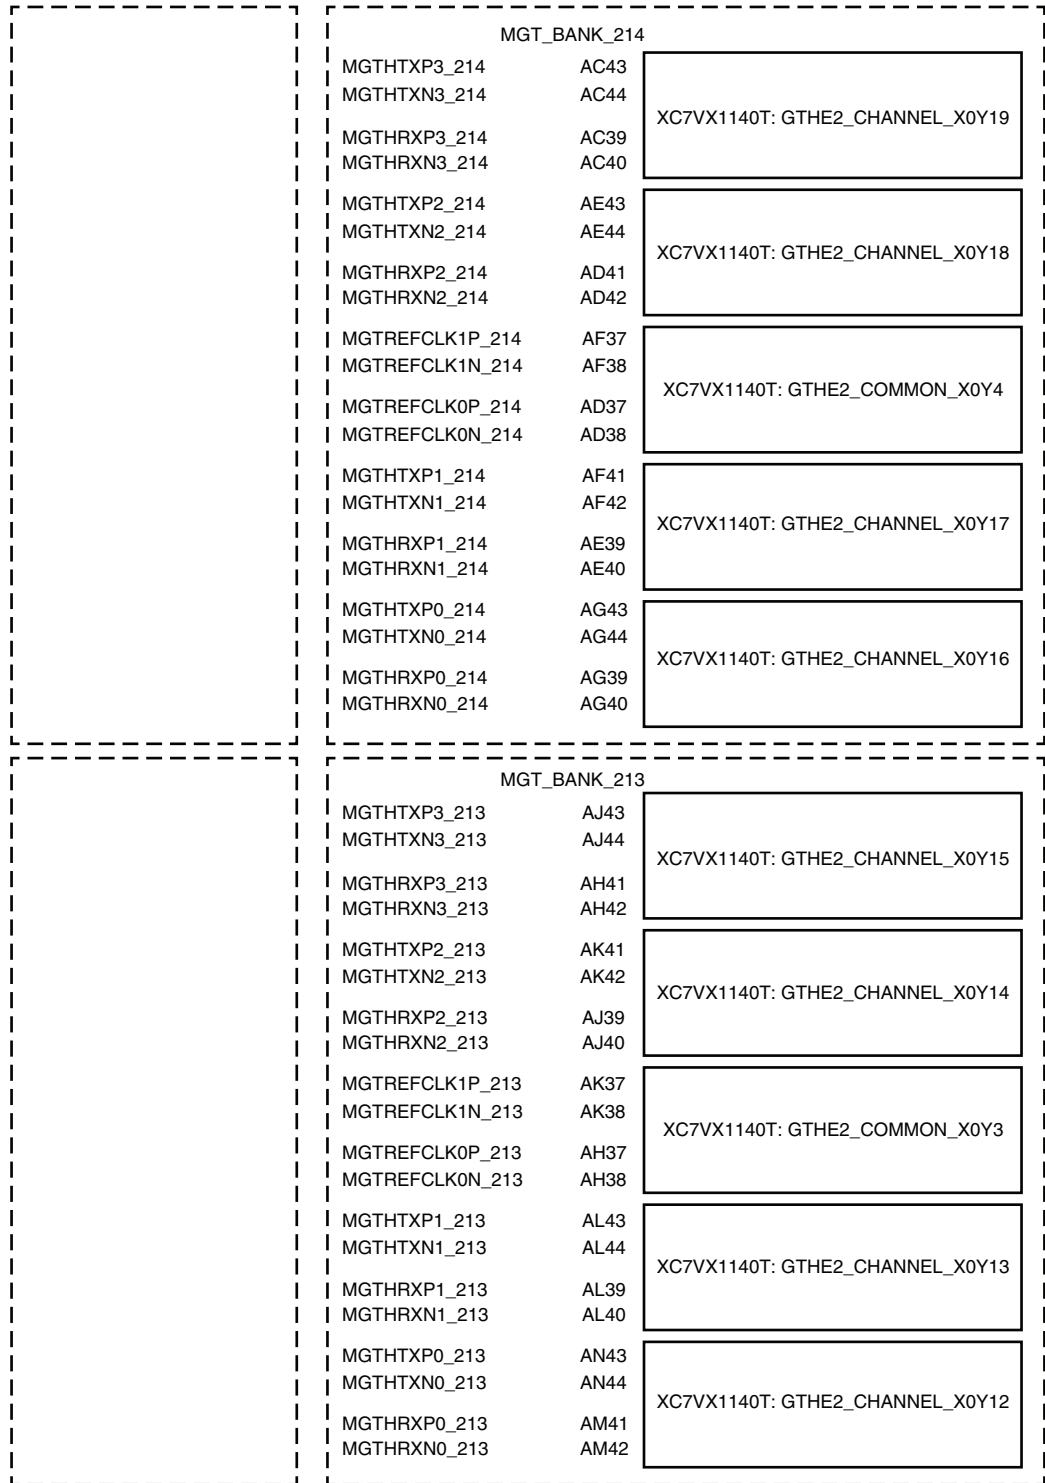 MGT_BANK_214
MGTHTXP3_214 AC43
MGTHTXN3_214 AC44
XC7VX1140T: GTHE2_CHANNEL_X0Y19
MGTHRXP3_214 AC39
MGTHRXN3_214 AC40
MGTHTXP2_214 AE43
MGTHTXN2_214 AE44
XC7VX1140T: GTHE2_CHANNEL_X0Y18
MGTHRXP2_214 AD41
MGTHRXN2_214 AD42
MGTREFCLK1P_214 AF37
MGTREFCLK1N_214 AF38
XC7VX1140T: GTHE2_COMMON_X0Y4
MGTREFCLK0P_214 AD37
MGTREFCLK0N_214 AD38
MGTHTXP1_214 AF41
MGTHTXN1_214 AF42
XC7VX1140T: GTHE2_CHANNEL_X0Y17
MGTHRXP1_214 AE39
MGTHRXN1_214 AE40
MGTHTXP0_214 AG43
MGTHTXN0_214 AG44
XC7VX1140T: GTHE2_CHANNEL_X0Y16
MGTHRXP0_214 AG39
MGTHRXN0_214 AG40
MGT_BANK_213
MGTHTXP3_213 AJ43
MGTHTXN3_213 AJ44
XC7VX1140T: GTHE2_CHANNEL_X0Y15
MGTHRXP3_213 AH41
MGTHRXN3_213 AH42
MGTHTXP2_213 AK41
MGTHTXN2_213 AK42
XC7VX1140T: GTHE2_CHANNEL_X0Y14
MGTHRXP2_213 AJ39
MGTHRXN2_213 AJ40
MGTREFCLK1P_213 AK37
MGTREFCLK1N_213 AK38
XC7VX1140T: GTHE2_COMMON_X0Y3
MGTREFCLK0P_213 AH37
MGTREFCLK0N_213 AH38
MGTHTXP1_213 AL43
MGTHTXN1_213 AL44
XC7VX1140T: GTHE2_CHANNEL_X0Y13
MGTHRXP1_213 AL39
MGTHRXN1_213 AL40
MGTHTXP0_213 AN43
MGTHTXN0_213 AN44
XC7VX1140T: GTHE2_CHANNEL_X0Y12
MGTHRXP0_213 AM41
MGTHRXN0_213 AM42